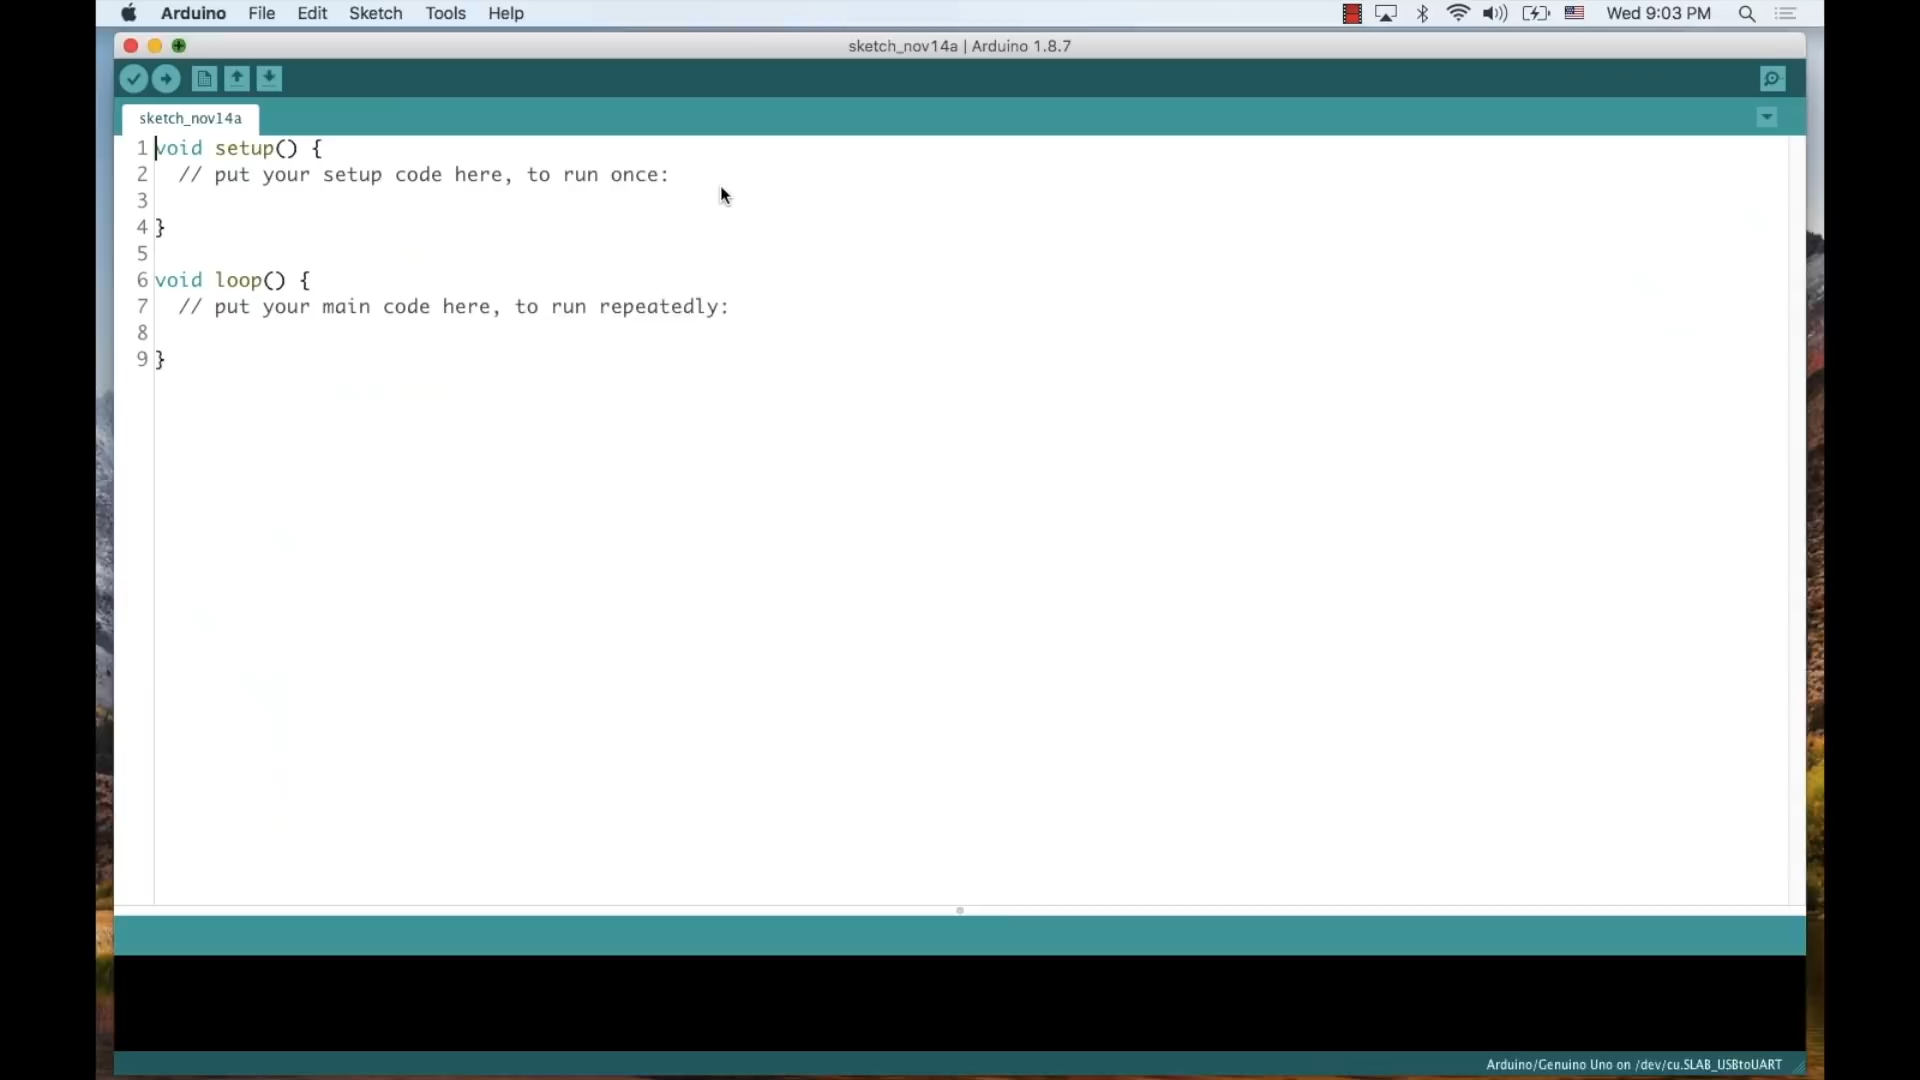 Arduino File Edit Sketch Tools Help Wed 9:03 PM
sketch_nov14a | Arduino 1.8.7
sketch_nov14a
1 void setup() {
2 // put your setup code here, to run once:
3
4 }
5
6 void loop() {
7 // put your main code here, to run repeatedly:
8
9 }
Arduino/Genuino Uno on /dev/cu.SLAB_USBtoUART